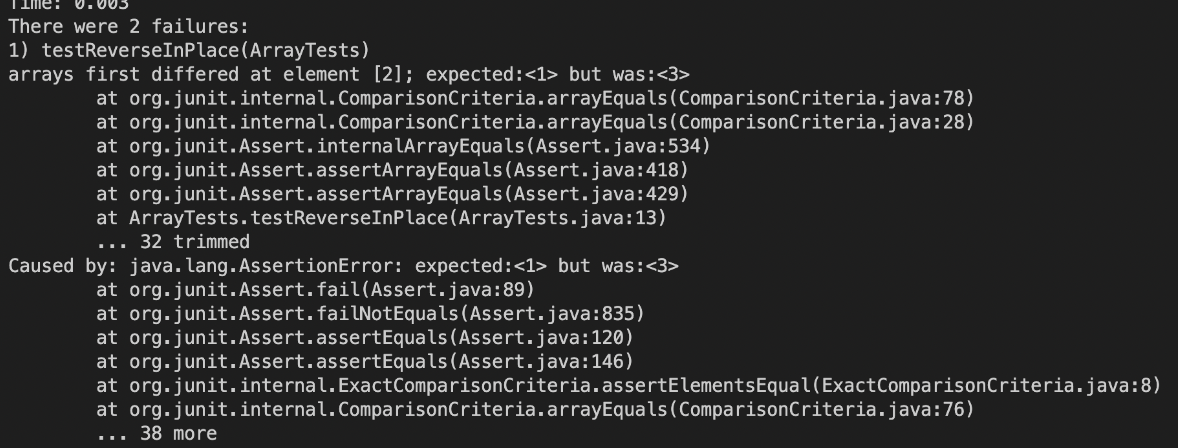 Time: 0.003
There were 2 failures:
1) testReverseInPlace(ArrayTests)
arrays first differed at element [2]; expected:<1> but was:<3>
        at org.junit.internal.ComparisonCriteria.arrayEquals(ComparisonCriteria.java:78)
        at org.junit.internal.ComparisonCriteria.arrayEquals(ComparisonCriteria.java:28)
        at org.junit.Assert.internalArrayEquals(Assert.java:534)
        at org.junit.Assert.assertArrayEquals(Assert.java:418)
        at org.junit.Assert.assertArrayEquals(Assert.java:429)
        at ArrayTests.testReverseInPlace(ArrayTests.java:13)
        ... 32 trimmed
Caused by: java.lang.AssertionError: expected:<1> but was:<3>
        at org.junit.Assert.fail(Assert.java:89)
        at org.junit.Assert.failNotEquals(Assert.java:835)
        at org.junit.Assert.assertEquals(Assert.java:120)
        at org.junit.Assert.assertEquals(Assert.java:146)
        at org.junit.internal.ExactComparisonCriteria.assertElementsEqual(ExactComparisonCriteria.java:8)
        at org.junit.internal.ComparisonCriteria.arrayEquals(ComparisonCriteria.java:76)
        ... 38 more